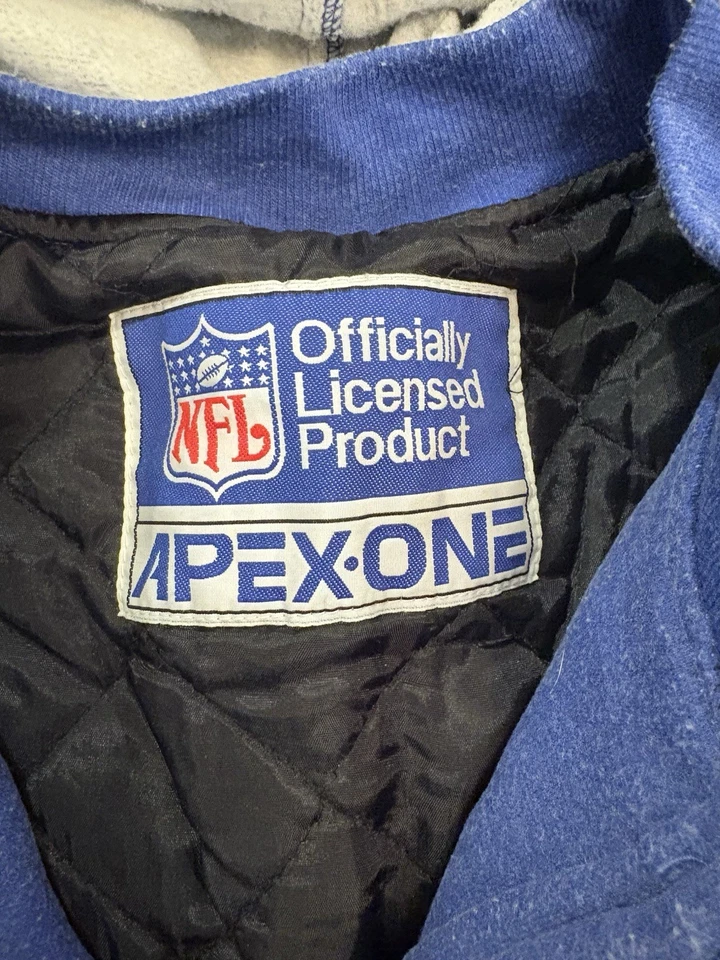 NFL
Officially
Licensed
Product
APEX·ONE